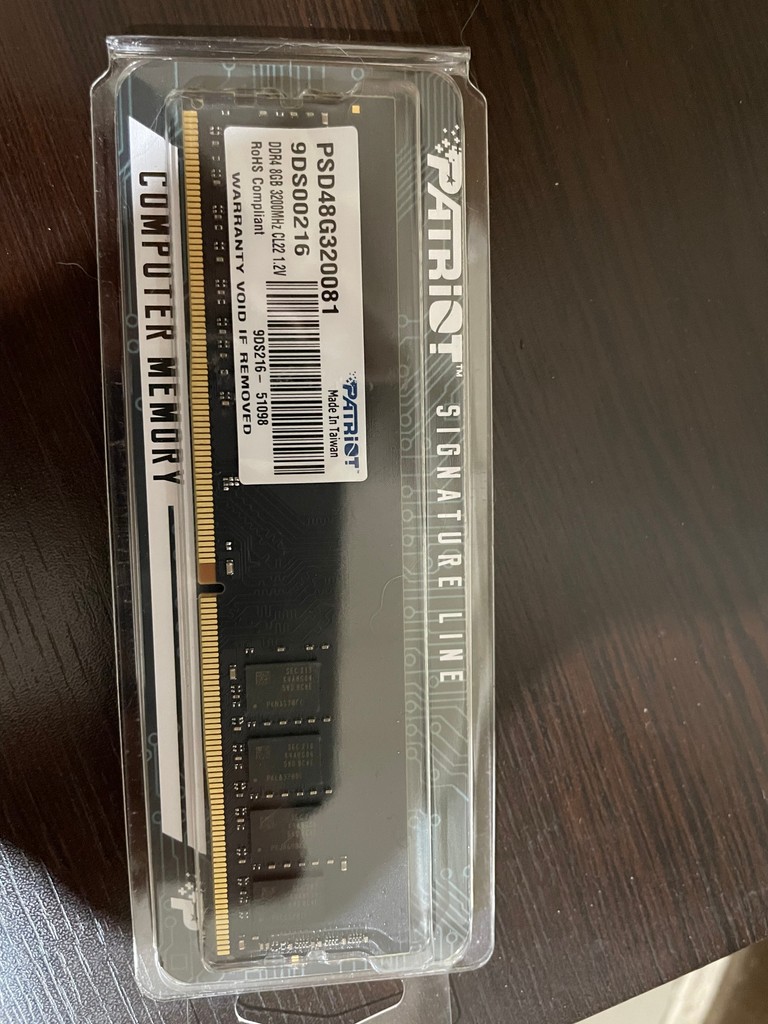 PATRIOT™ SIGNATURE LINE
PATRIOT
Made In Taiwan
PSD48G320081
9DS00216
DDR4 8GB 3200MHz CL22 1.2V
RoHS Compliant
9DS216- 51098
WARRANTY VOID IF REMOVED
COMPUTER MEMORY
P